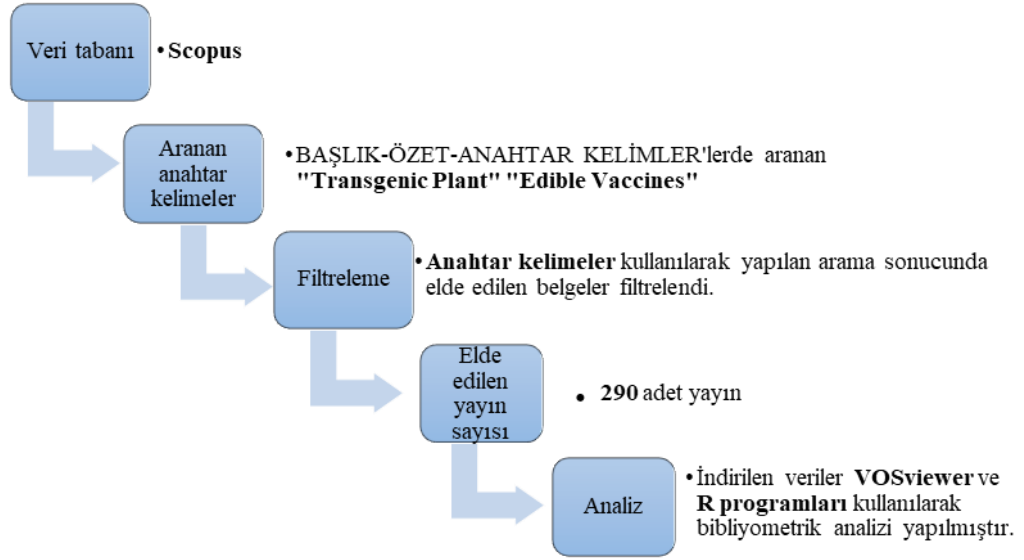 Veri tabanı
•Scopus
Aranan
anahtar
kelimeler
•BAŞLIK-ÖZET-ANAHTAR KELİMLER'lerde aranan
"Transgenic Plant" "Edible Vaccines"
Filtreleme
•Anahtar kelimeler kullanılarak yapılan arama sonucunda
elde edilen belgeler filtrelendi.
Elde
edilen
yayın
sayısı
• 290 adet yayın
Analiz
•İndirilen veriler VOSviewer ve
R programları kullanılarak
bibliyometrik analizi yapılmıştır.